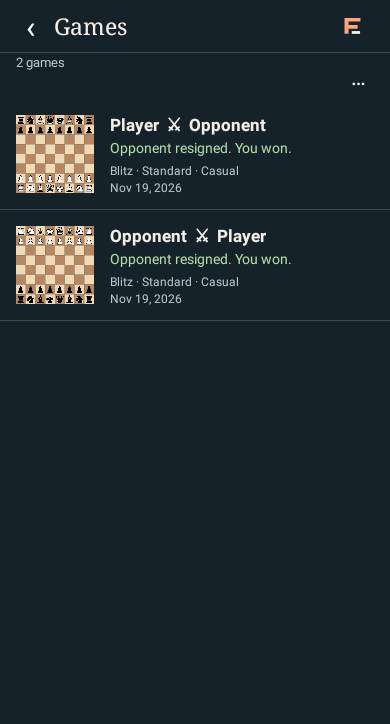 Games
2 games
Player ⚔ Opponent
Opponent resigned. You won.
Blitz · Standard · Casual
Nov 19, 2026
Opponent ⚔ Player
Opponent resigned. You won.
Blitz · Standard · Casual
Nov 19, 2026